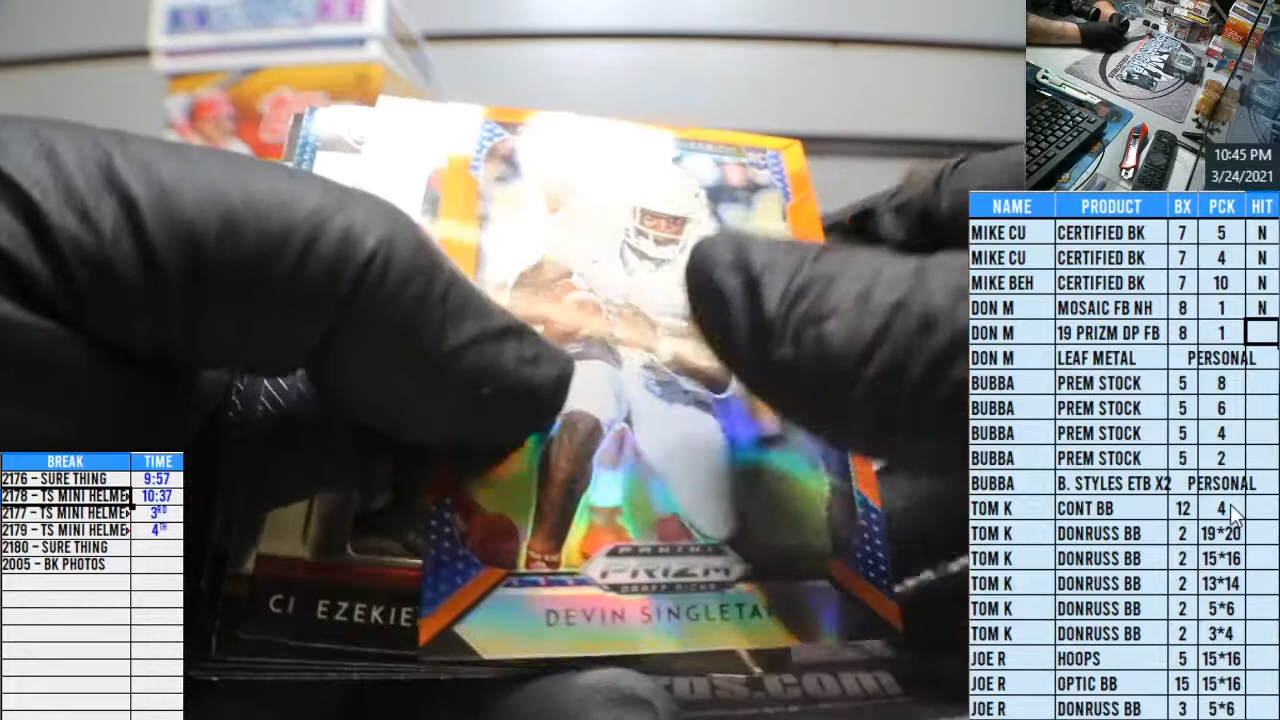 10:45 PM
3/24/2021
NAME PRODUCT BX PCK HIT
MIKE CU CERTIFIED BK 7 5 N
MIKE CU CERTIFIED BK 7 4 N
MIKE BEH CERTIFIED BK 7 10 N
DON M MOSAIC FB NH 8 1 N
DON M 19 PRIZM DP FB 8 1
DON M LEAF METAL PERSONAL
BUBBA PREM STOCK 5 8
BUBBA PREM STOCK 5 6
BUBBA PREM STOCK 5 4
BUBBA PREM STOCK 5 2
BUBBA B. STYLES ETB X2 PERSONAL
TOM K CONT BB 12 4
TOM K DONRUSS BB 2 19*20
TOM K DONRUSS BB 2 15*16
TOM K DONRUSS BB 2 13*14
TOM K DONRUSS BB 2 5*6
TOM K DONRUSS BB 2 3*4
JOE R HOOPS 5 15*16
JOE R OPTIC BB 15 15*16
JOE R DONRUSS BB 3 5*6
BREAK TIME
2176 – SURE THING 9:57
2178 – TS MINI HELME 10:37
2177 – TS MINI HELME 3RD
2179 – TS MINI HELME 4TH
2180 – SURE THING
2005 – BK PHOTOS
RC
PANINI
PRIZM
DRAFT PICKS
DEVIN SINGLETA
CI EZEKIE
os.com